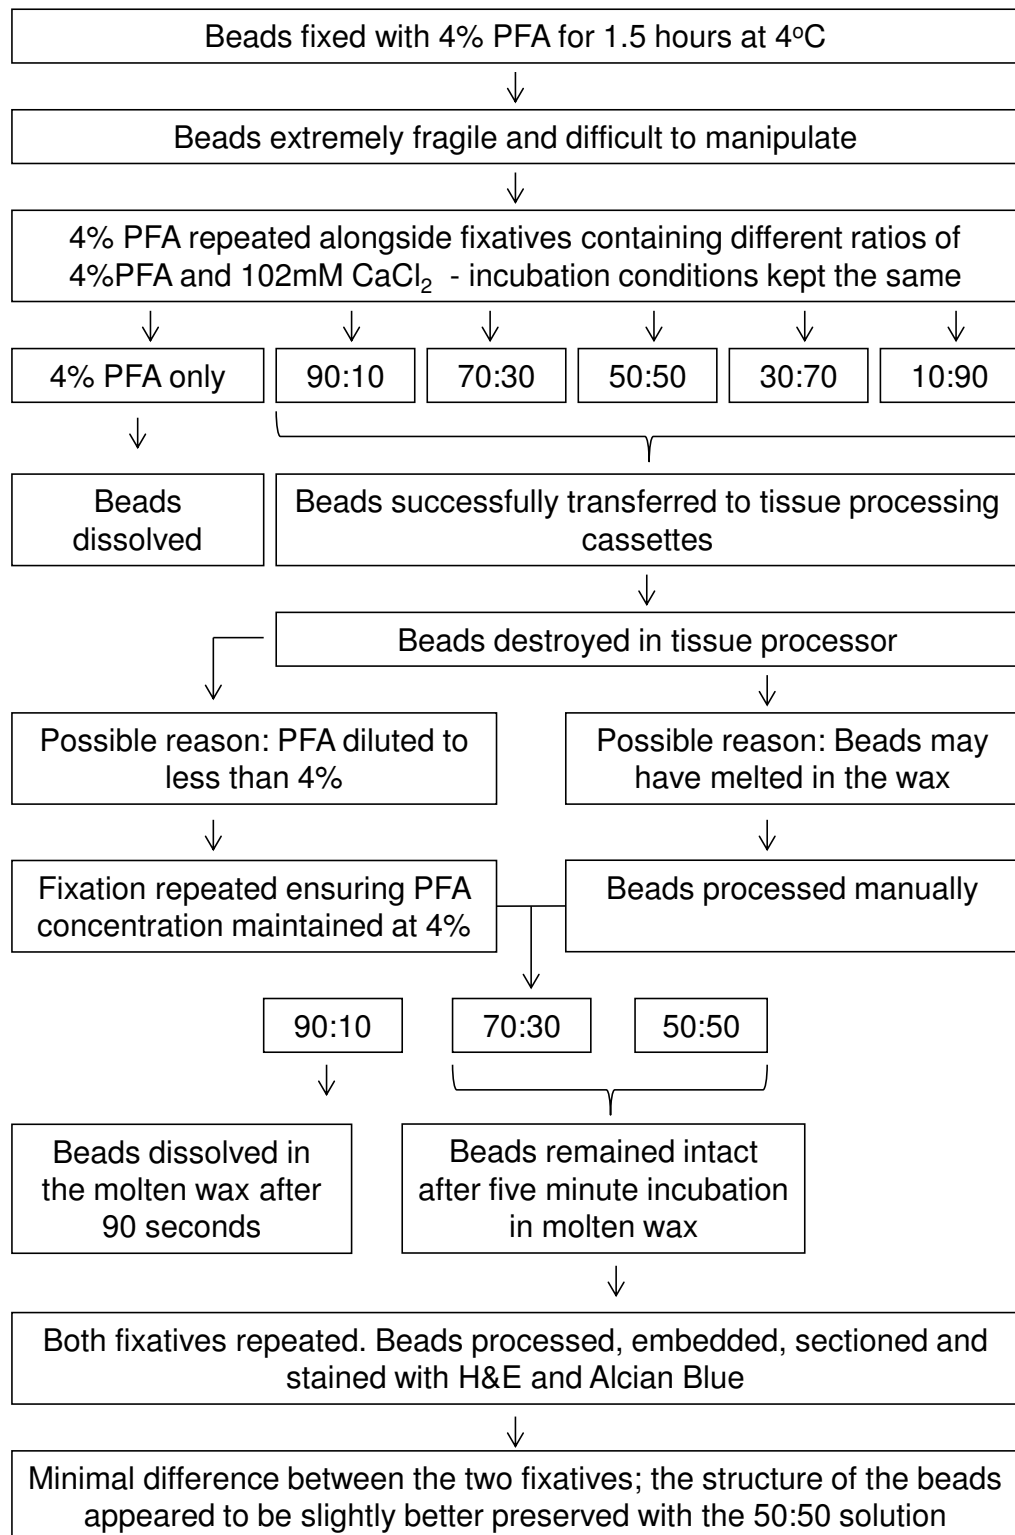 Beads fixed with 4% PFA for 1.5 hours at 4°C
Beads extremely fragile and difficult to manipulate
4% PFA repeated alongside fixatives containing different ratios of
4%PFA and 102mM CaCl₂ - incubation conditions kept the same
4% PFA only
90:10
70:30
50:50
30:70
10:90
Beads
dissolved
Beads successfully transferred to tissue processing
cassettes
Beads destroyed in tissue processor
Possible reason: PFA diluted to
less than 4%
Possible reason: Beads may
have melted in the wax
Fixation repeated ensuring PFA
concentration maintained at 4%
Beads processed manually
90:10
70:30
50:50
Beads dissolved in
the molten wax after
90 seconds
Beads remained intact
after five minute incubation
in molten wax
Both fixatives repeated. Beads processed, embedded, sectioned and
stained with H&E and Alcian Blue
Minimal difference between the two fixatives; the structure of the beads
appeared to be slightly better preserved with the 50:50 solution